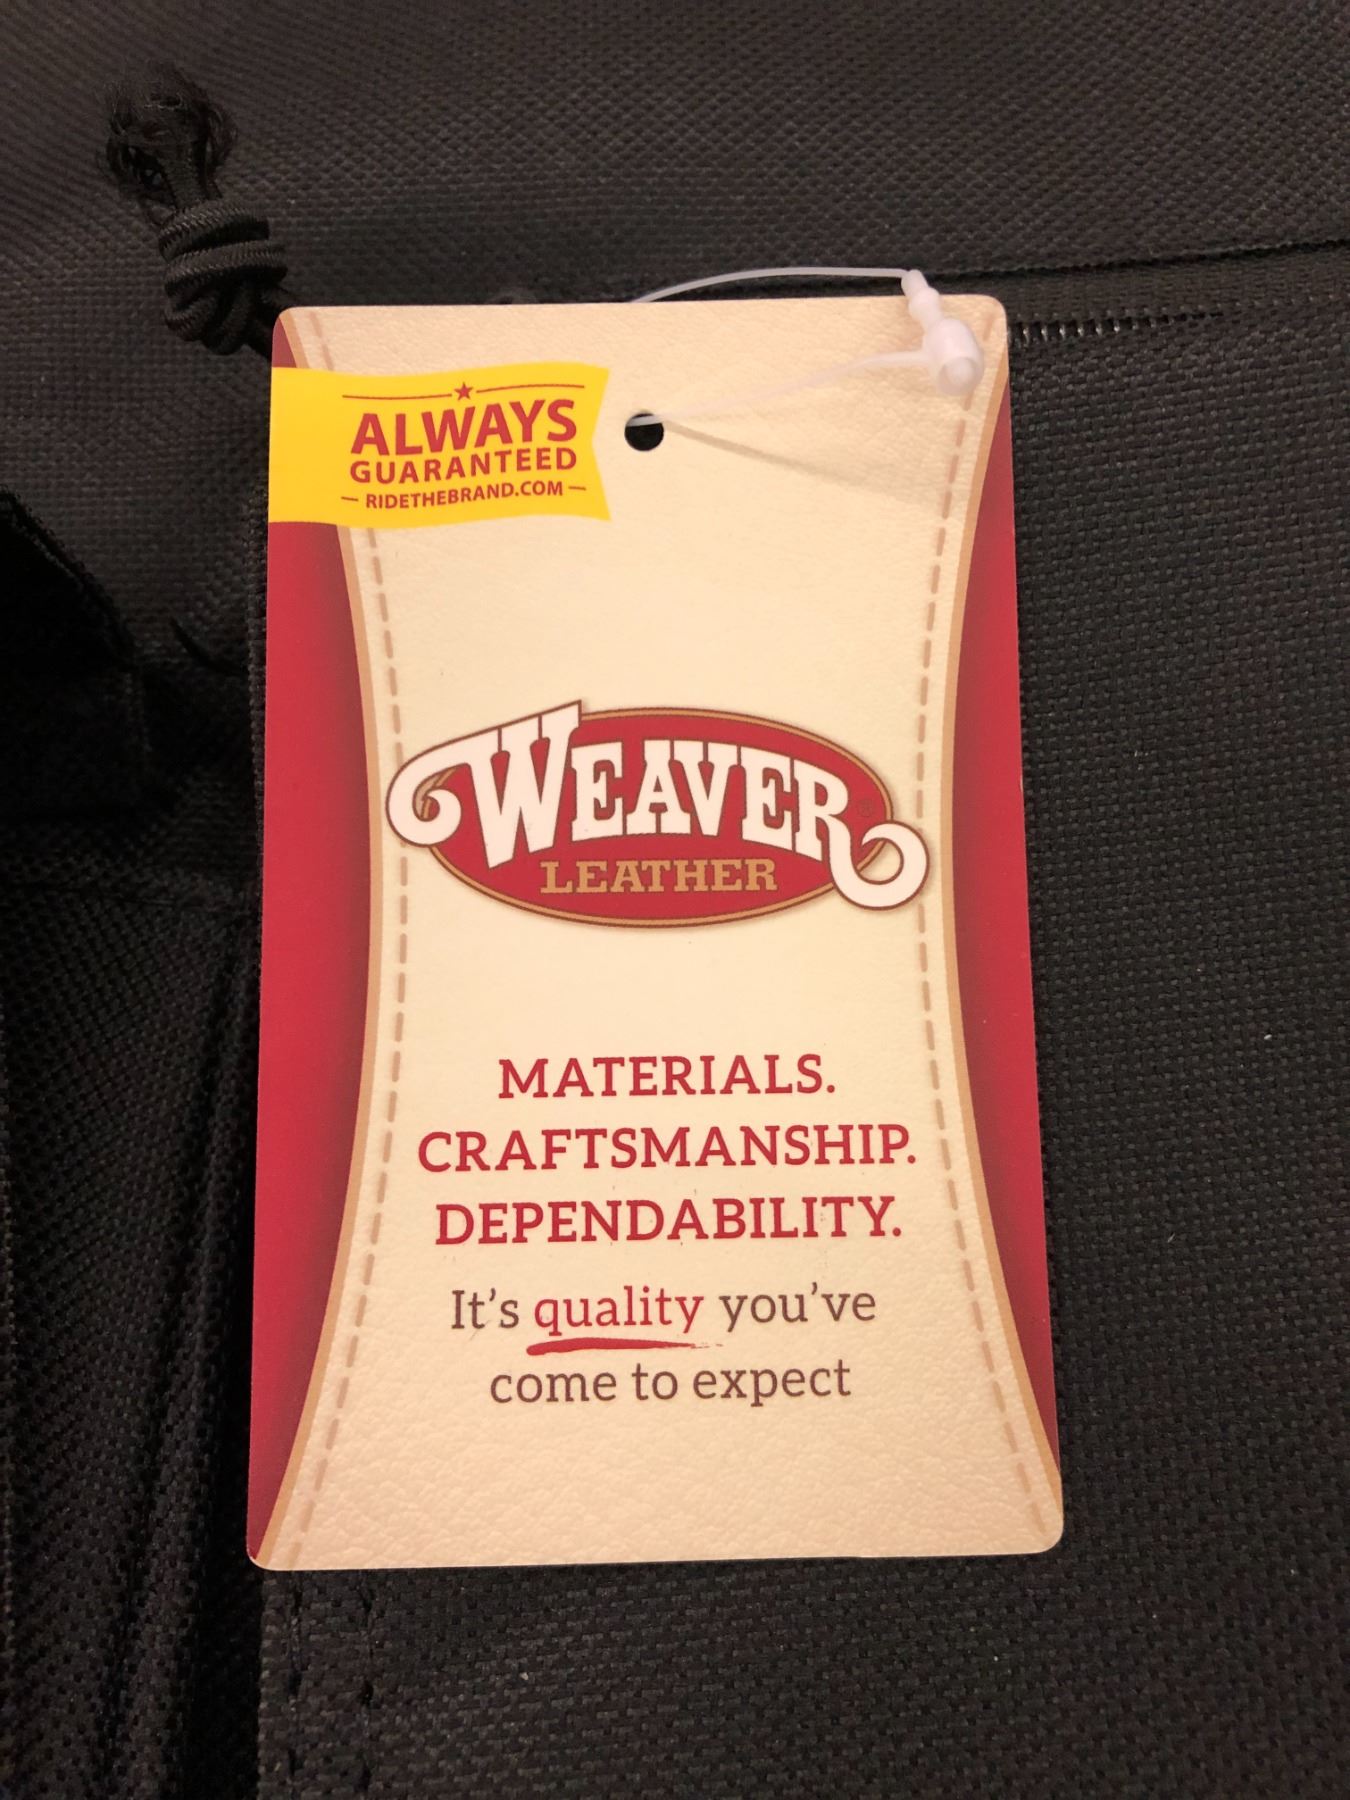 ALWAYS
GUARANTEED
RIDETHEBRAND.COM
WEAVER®
LEATHER
MATERIALS.
CRAFTSMANSHIP.
DEPENDABILITY.
It's quality you've
come to expect